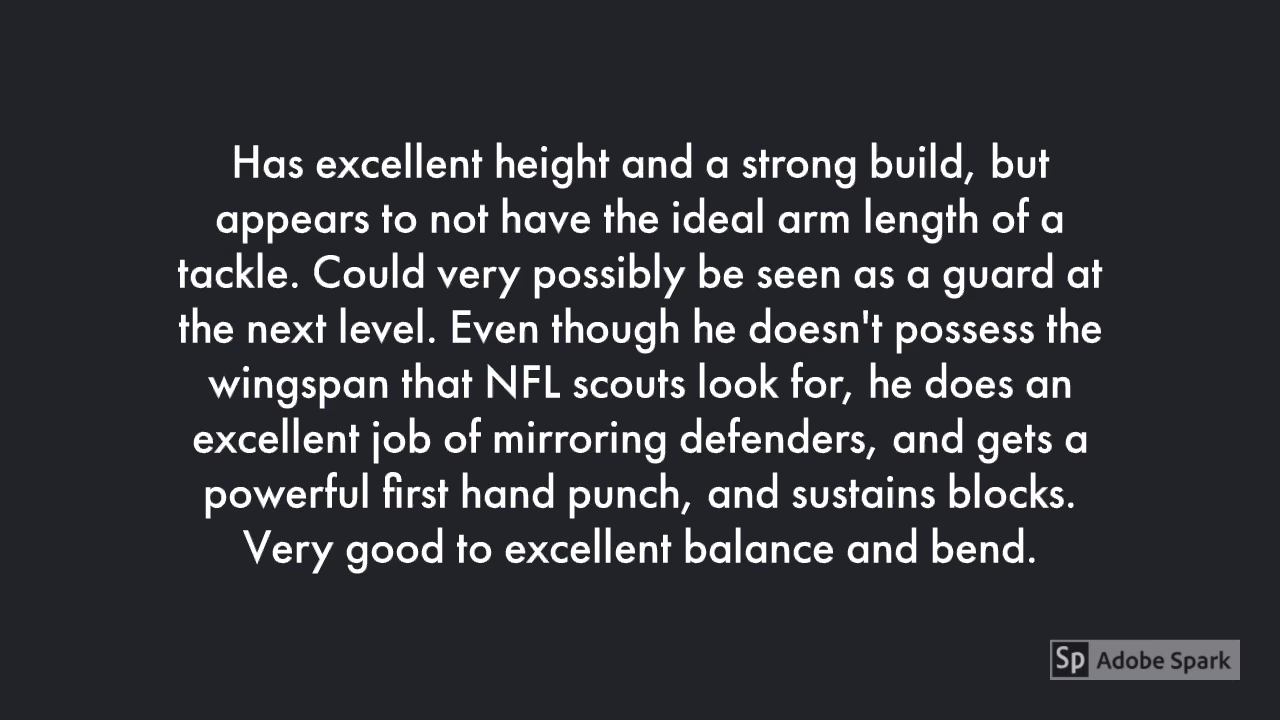 Has excellent height and a strong build, but
appears to not have the ideal arm length of a
tackle. Could very possibly be seen as a guard at
the next level. Even though he doesn't possess the
wingspan that NFL scouts look for, he does an
excellent job of mirroring defenders, and gets a
powerful first hand punch, and sustains blocks.
Very good to excellent balance and bend.
Sp Adobe Spark